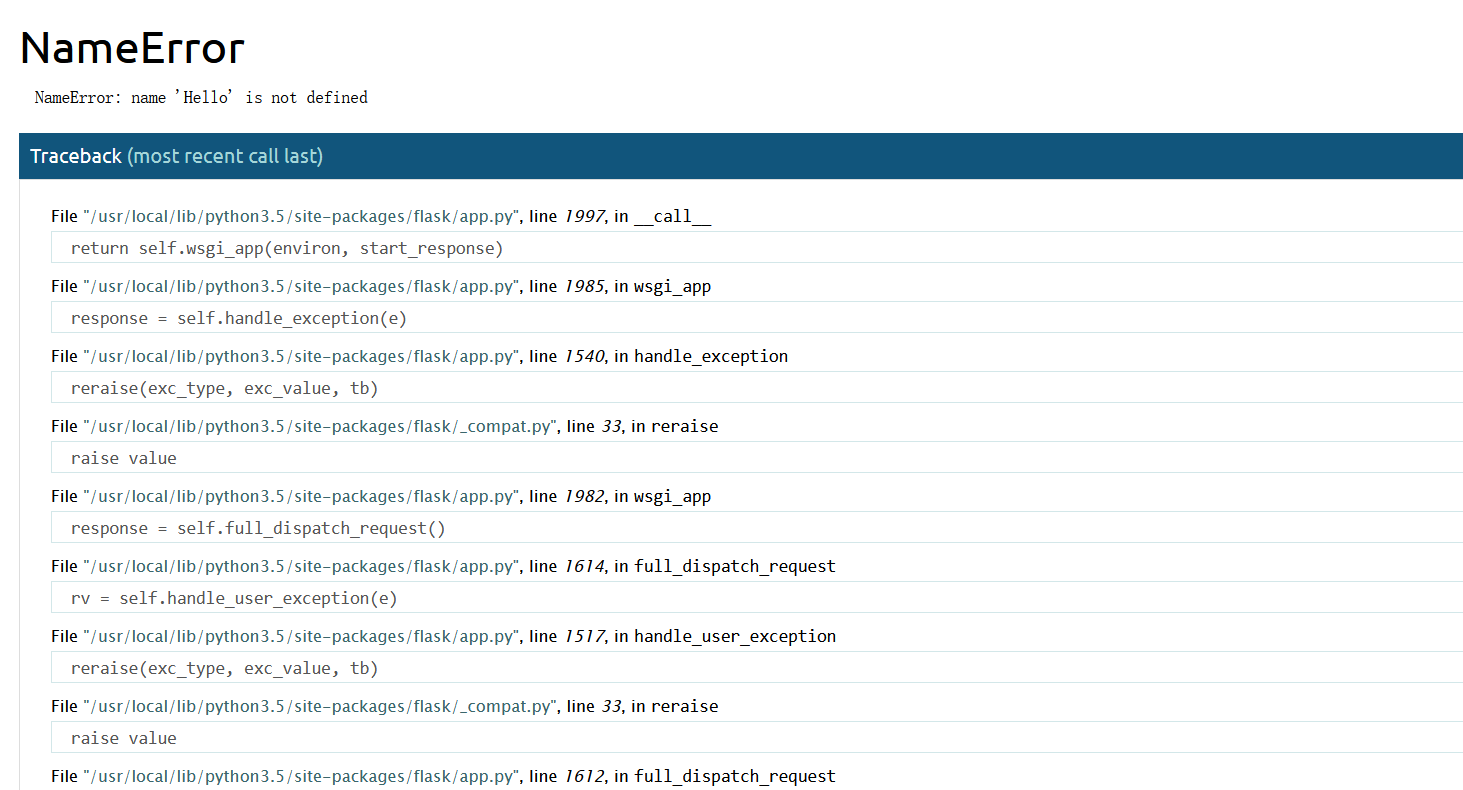 NameError
NameError: name 'Hello' is not defined
Traceback (most recent call last)
File "/usr/local/lib/python3.5/site-packages/flask/app.py", line 1997, in __call__
return self.wsgi_app(environ, start_response)
File "/usr/local/lib/python3.5/site-packages/flask/app.py", line 1985, in wsgi_app
response = self.handle_exception(e)
File "/usr/local/lib/python3.5/site-packages/flask/app.py", line 1540, in handle_exception
reraise(exc_type, exc_value, tb)
File "/usr/local/lib/python3.5/site-packages/flask/_compat.py", line 33, in reraise
raise value
File "/usr/local/lib/python3.5/site-packages/flask/app.py", line 1982, in wsgi_app
response = self.full_dispatch_request()
File "/usr/local/lib/python3.5/site-packages/flask/app.py", line 1614, in full_dispatch_request
rv = self.handle_user_exception(e)
File "/usr/local/lib/python3.5/site-packages/flask/app.py", line 1517, in handle_user_exception
reraise(exc_type, exc_value, tb)
File "/usr/local/lib/python3.5/site-packages/flask/_compat.py", line 33, in reraise
raise value
File "/usr/local/lib/python3.5/site-packages/flask/app.py", line 1612, in full_dispatch_request